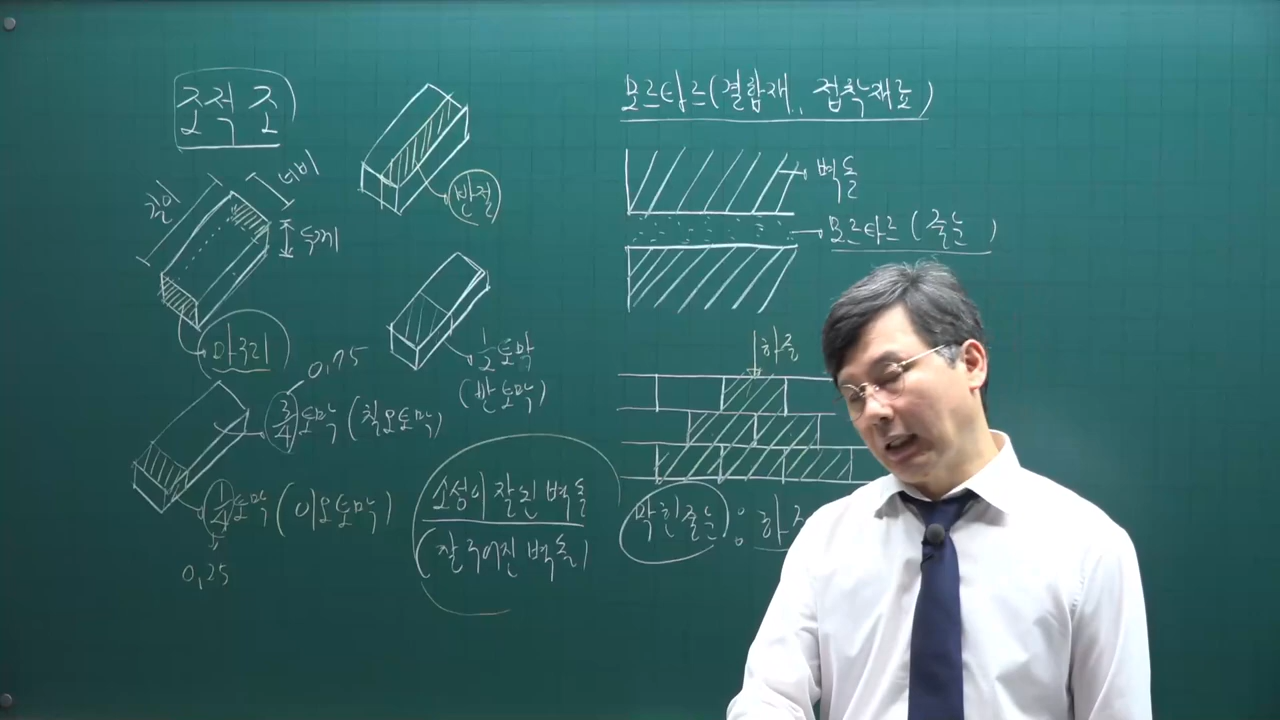 조적조
길이
너비
두께
마구리
반절
1/2토막
(반토막)
0.75
3/4토막(칠오토막)
1/4토막(이오토막)
0.25
소성이 잘된 벽돌
(잘 구어진 벽돌)
모르타르(결합재, 접착재료)
벽돌
모르타르(줄눈)
하중
막힌줄눈 : 하